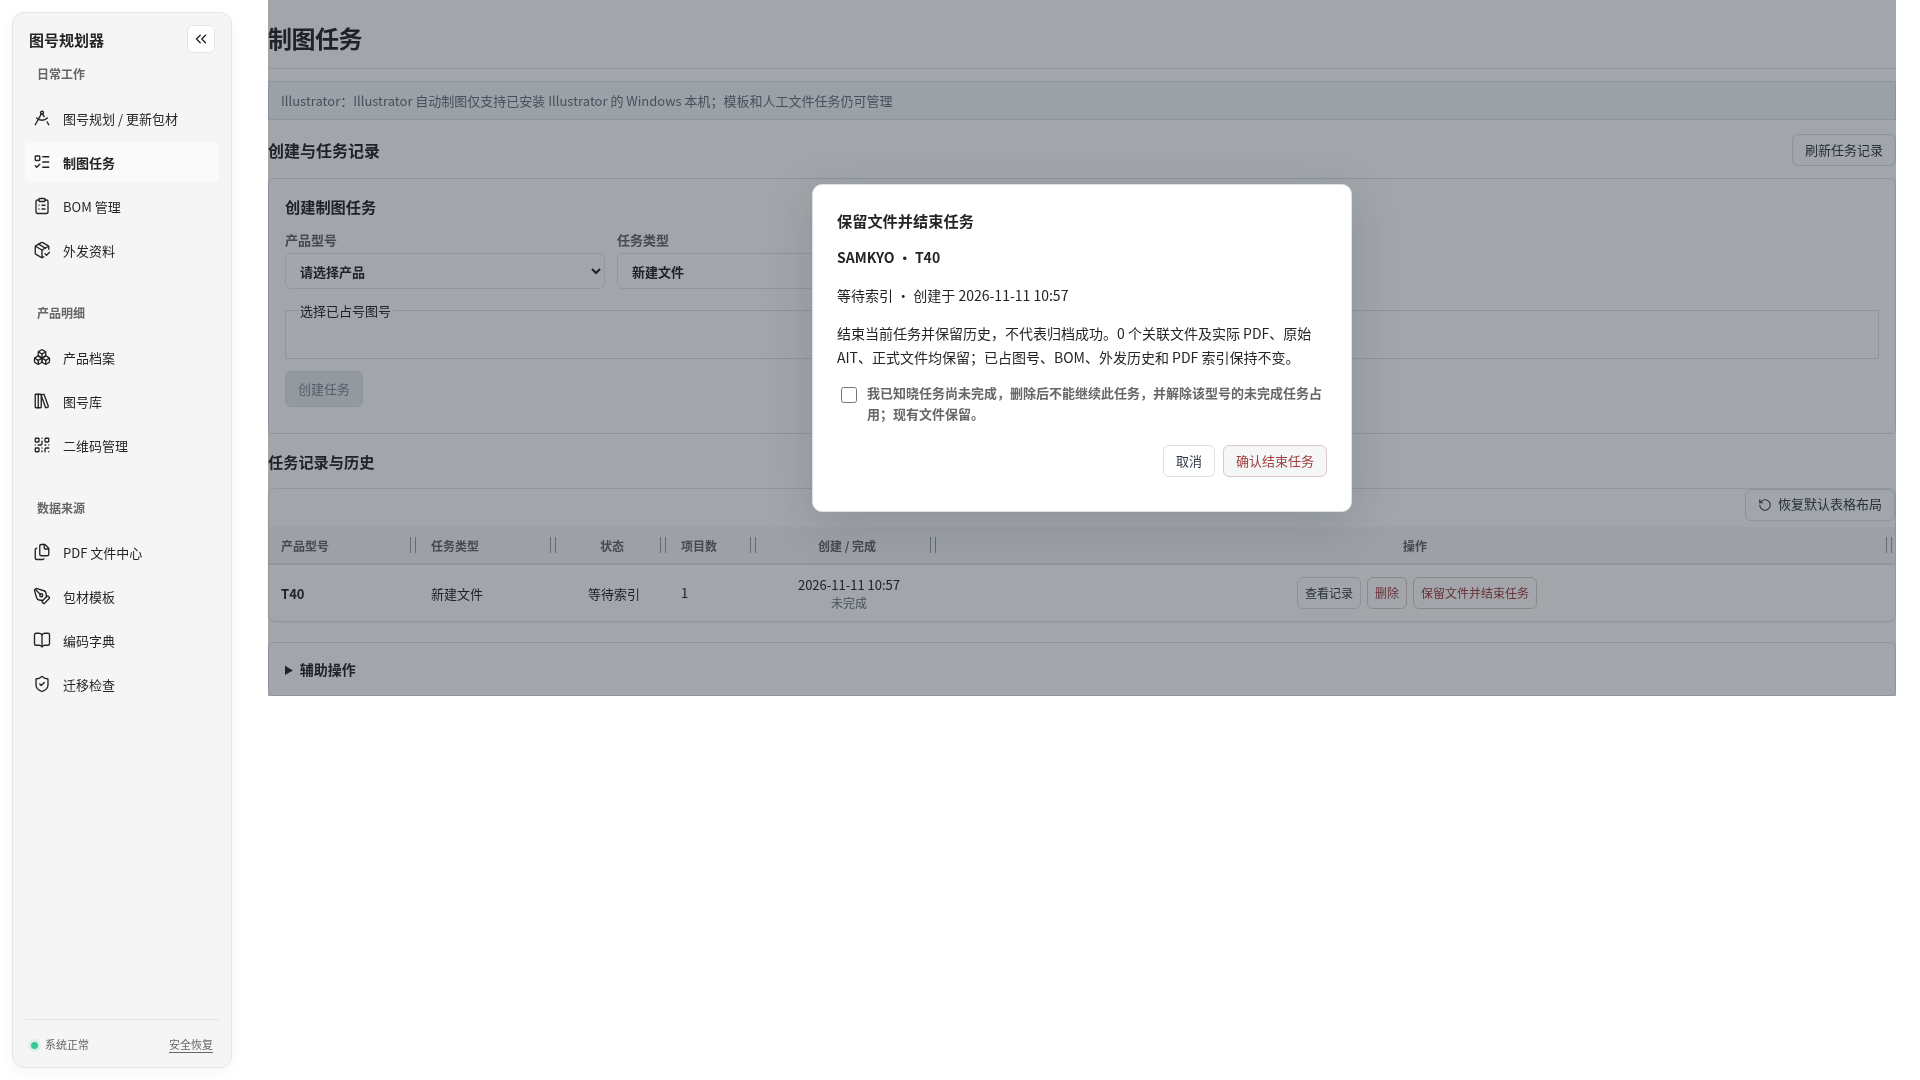 图号规划器
日常工作
图号规划 / 更新包材
制图任务
BOM 管理
外发资料
产品明细
产品档案
图号库
二维码管理
数据来源
PDF 文件中心
包材模板
编码字典
迁移检查
系统正常
安全恢复
制图任务
Illustrator：Illustrator 自动制图仅支持已安装 Illustrator 的 Windows 本机；模板和人工文件任务仍可管理
创建与任务记录
刷新任务记录
创建制图任务
产品型号
任务类型
请选择产品
新建文件
选择已占号图号
创建任务
保留文件并结束任务
SAMKYO · T40
等待索引 · 创建于 2026-11-11 10:57
结束当前任务并保留历史，不代表归档成功。0 个关联文件及实际 PDF、原始
AIT、正式文件均保留；已占图号、BOM、外发历史和 PDF 索引保持不变。
我已知晓任务尚未完成，删除后不能继续此任务，并解除该型号的未完成任务占
用；现有文件保留。
取消
确认结束任务
任务记录与历史
恢复默认表格布局
产品型号 任务类型 状态 项目数 创建 / 完成 操作
T40 新建文件 等待索引 1 2026-11-11 10:57 查看记录 删除 保留文件并结束任务
未完成
辅助操作